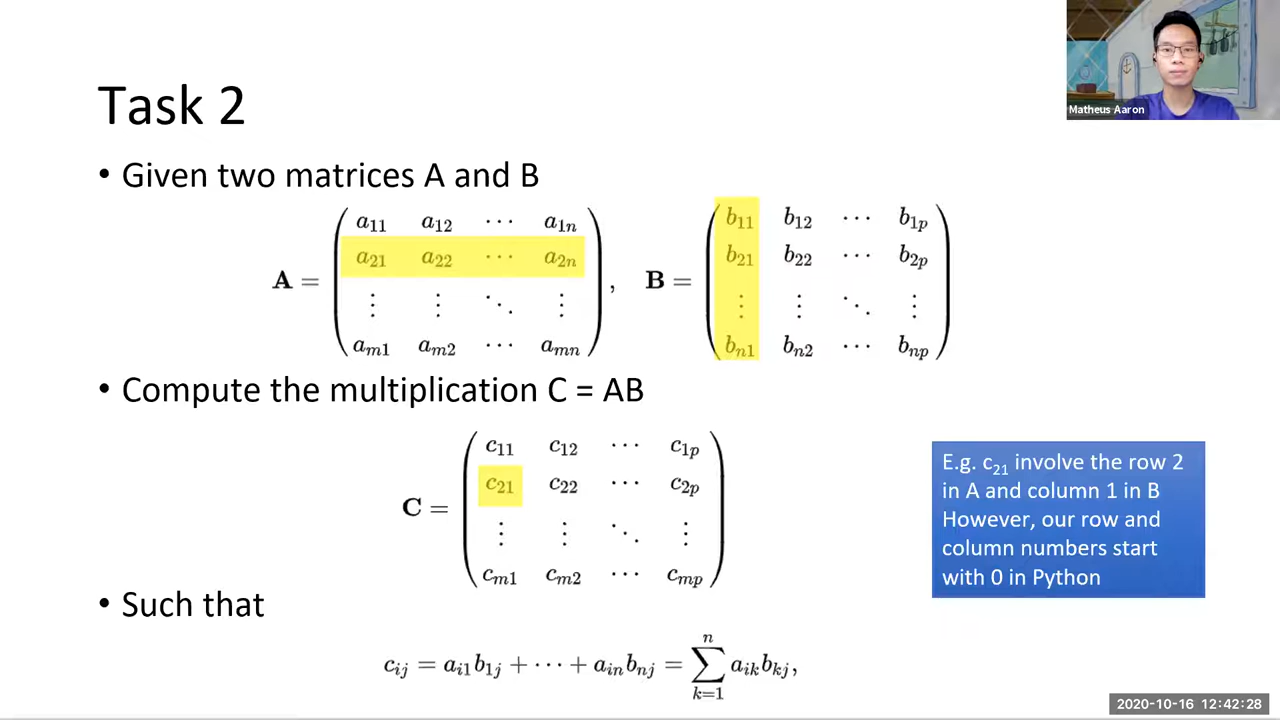 Matheus Aaron
Task 2
• Given two matrices A and B
A = ( a11 a12 ⋯ a1n
a21 a22 ⋯ a2n
⋮ ⋮ ⋱ ⋮
am1 am2 ⋯ amn ) ,
B = ( b11 b12 ⋯ b1p
b21 b22 ⋯ b2p
⋮ ⋮ ⋱ ⋮
bn1 bn2 ⋯ bnp )
• Compute the multiplication C = AB
C = ( c11 c12 ⋯ c1p
c21 c22 ⋯ c2p
⋮ ⋮ ⋱ ⋮
cm1 cm2 ⋯ cmp )
E.g. c21 involve the row 2
in A and column 1 in B
However, our row and
column numbers start
with 0 in Python
• Such that
cij = ai1b1j + ⋯ + ainbnj = ∑_{k=1}^{n} aikbkj,
2020-10-16 12:42:28